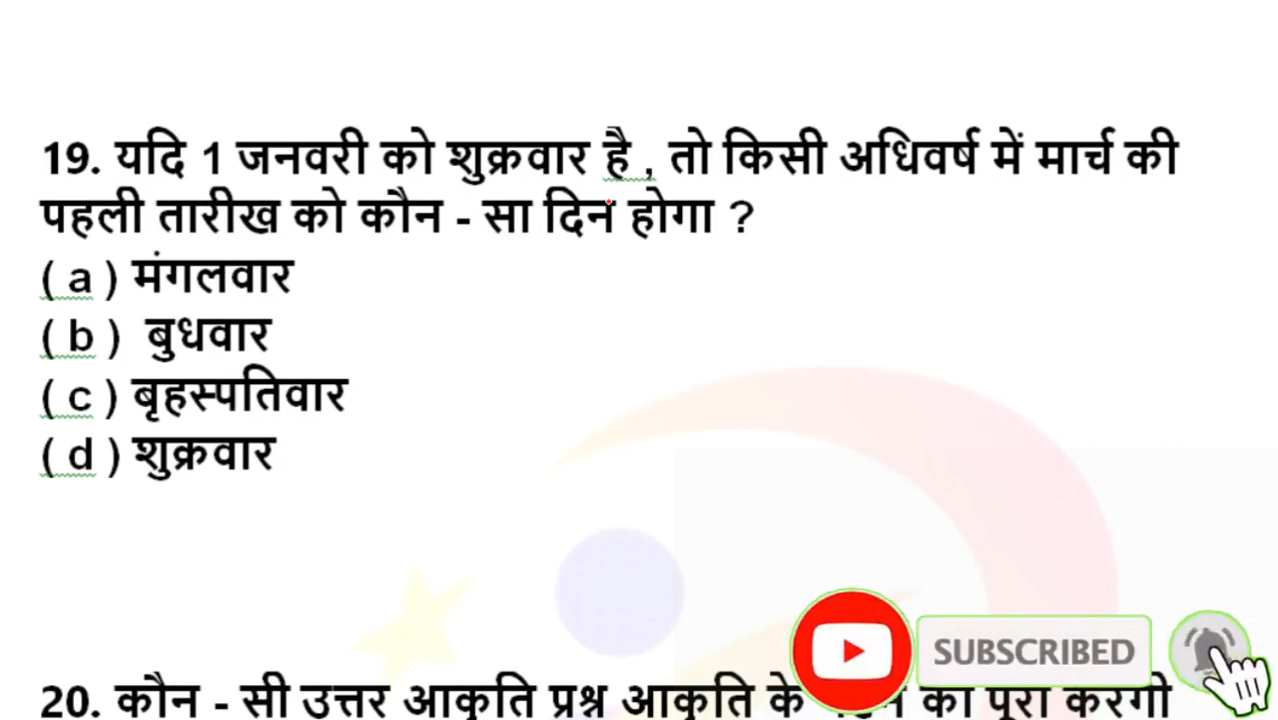 19. यदि 1 जनवरी को शुक्रवार है , तो किसी अधिवर्ष में मार्च की
पहली तारीख को कौन - सा दिन होगा ?
( a ) मंगलवार
( b ) बुधवार
( c ) बृहस्पतिवार
( d ) शुक्रवार
SUBSCRIBED
20. कौन - सी उत्तर आकृति प्रश्न आकृति के को पूरा करेगी